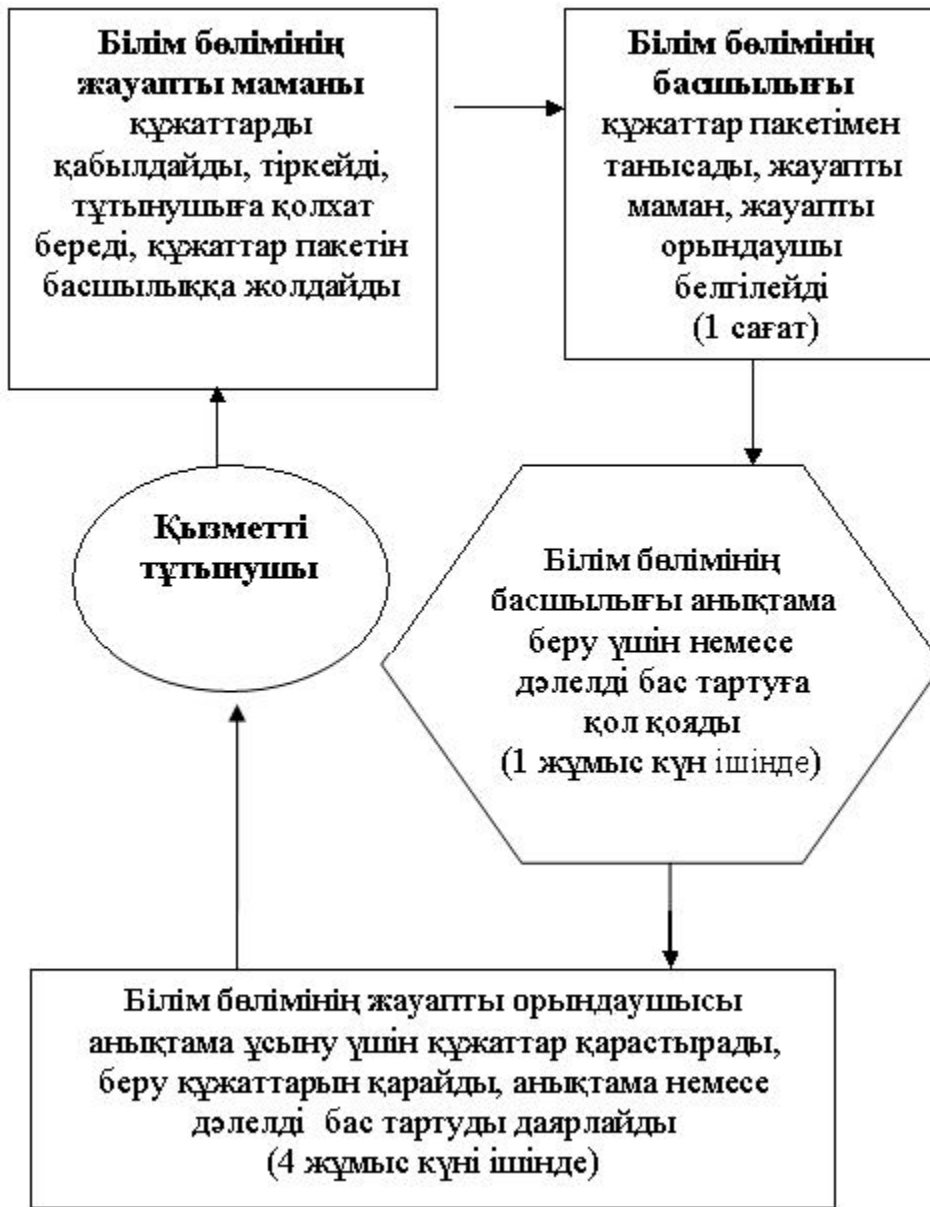 Білім бөлімінің
жауапты маманы
құжаттарды
қабылдайды, тіркейді,
тұтынушыға қолхат
береді, құжаттар пакетін
басшылыққа жолдайды
Білім бөлімінің
басшылығы
құжаттар пакетімен
танысады, жауапты
маман, жауапты
орындаушы
белгілейді
(1 сағат)
Қызметті
тұтынушы
Білім бөлімінің
басшылығы анықтама
беру үшін немесе
дәлелді бас тартуға
қол қояды
(1 жұмыс күн ішінде)
Білім бөлімінің жауапты орындаушысы
анықтама ұсыну үшін құжаттар қарастырады,
беру құжаттарын қарайды, анықтама немесе
дәлелді бас тартуды даярлайды
(4 жұмыс күні ішінде)